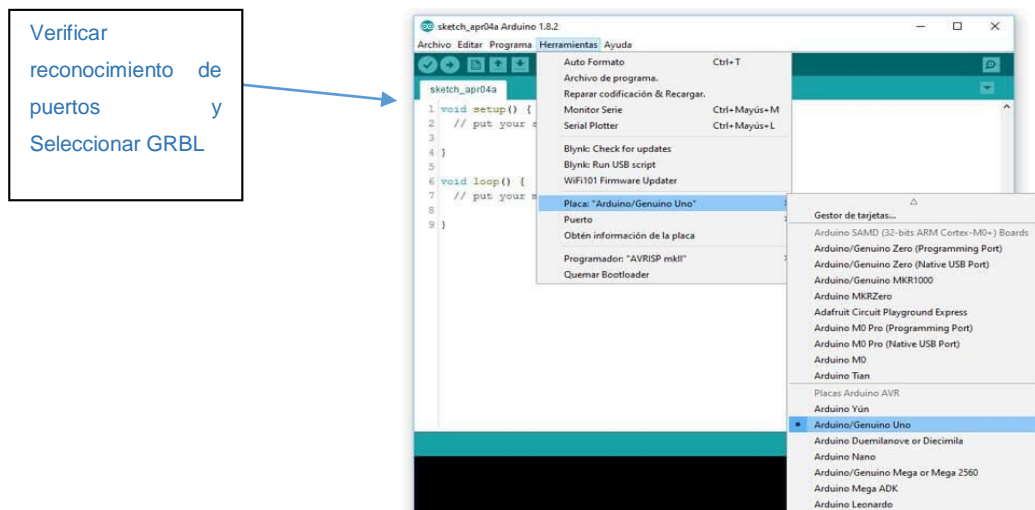 Verificar
reconocimiento de
puertos y
Seleccionar GRBL
sketch_apr04a Arduino 1.8.2
Archivo Editar Programa Herramientas Ayuda
sketch_apr04a
1 void setup() {
2 // put your s
3
4 }
5
6 void loop() {
7 // put your m
8
9 }
Auto Formato Ctrl+T
Archivo de programa.
Reparar codificación & Recargar.
Monitor Serie Ctrl+Mayús+M
Serial Plotter Ctrl+Mayús+L
Blynk: Check for updates
Blynk: Run USB script
WiFi101 Firmware Updater
Placa: "Arduino/Genuino Uno"
Puerto
Obtén información de la placa
Programador: "AVRISP mkII"
Quemar Bootloader
Gestor de tarjetas...
Arduino SAMD (32-bits ARM Cortex-M0+) Boards
Arduino/Genuino Zero (Programming Port)
Arduino/Genuino Zero (Native USB Port)
Arduino/Genuino MKR1000
Arduino MKRZero
Adafruit Circuit Playground Express
Arduino M0 Pro (Programming Port)
Arduino M0 Pro (Native USB Port)
Arduino M0
Arduino Tian
Placas Arduino AVR
Arduino Yún
Arduino/Genuino Uno
Arduino Duemilanove or Diecimila
Arduino Nano
Arduino/Genuino Mega or Mega 2560
Arduino Mega ADK
Arduino Leonardo